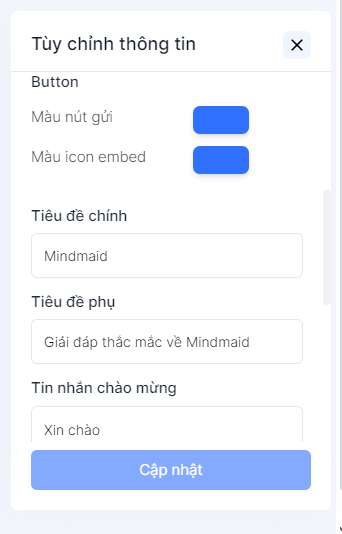 Tùy chỉnh thông tin
Button
Màu nút gửi
Màu icon embed
Tiêu đề chính
Mindmaid
Tiêu đề phụ
Giải đáp thắc mắc về Mindmaid
Tin nhắn chào mừng
Xin chào
Cập nhật